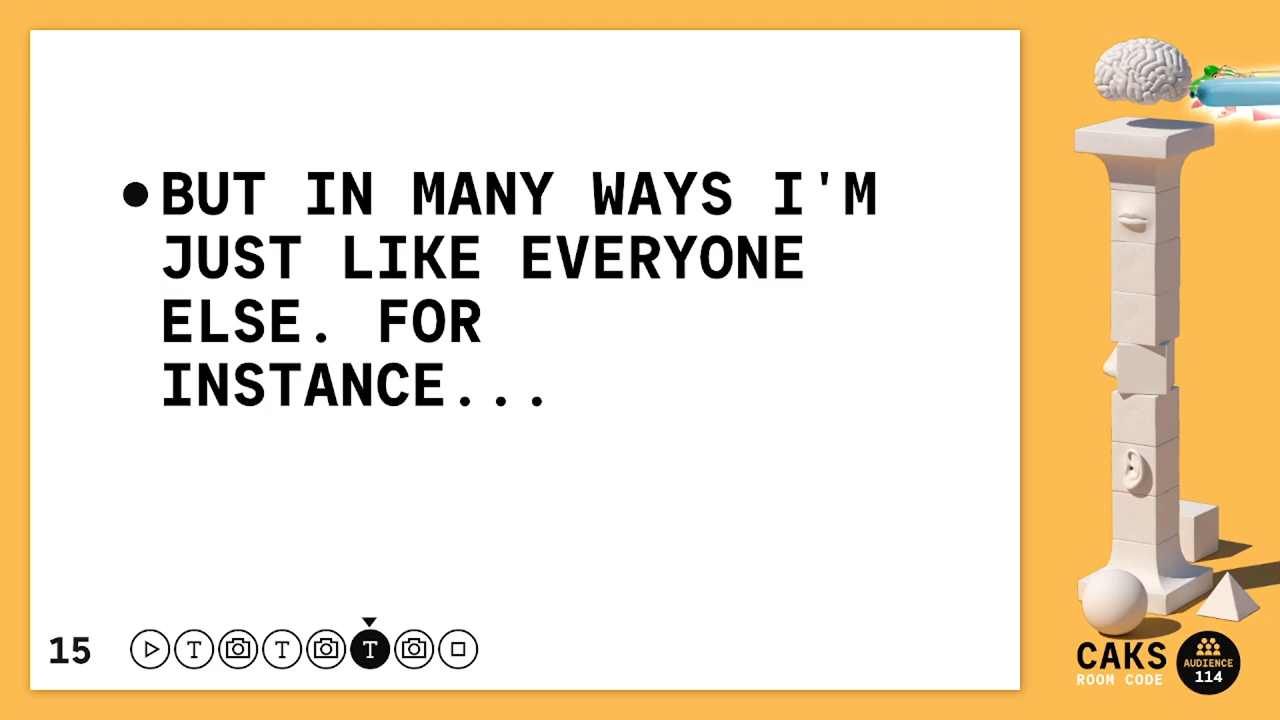 ●BUT IN MANY WAYS I'M
JUST LIKE EVERYONE
ELSE. FOR
INSTANCE...
15
T
T
T
CAKS
ROOM CODE
AUDIENCE
114